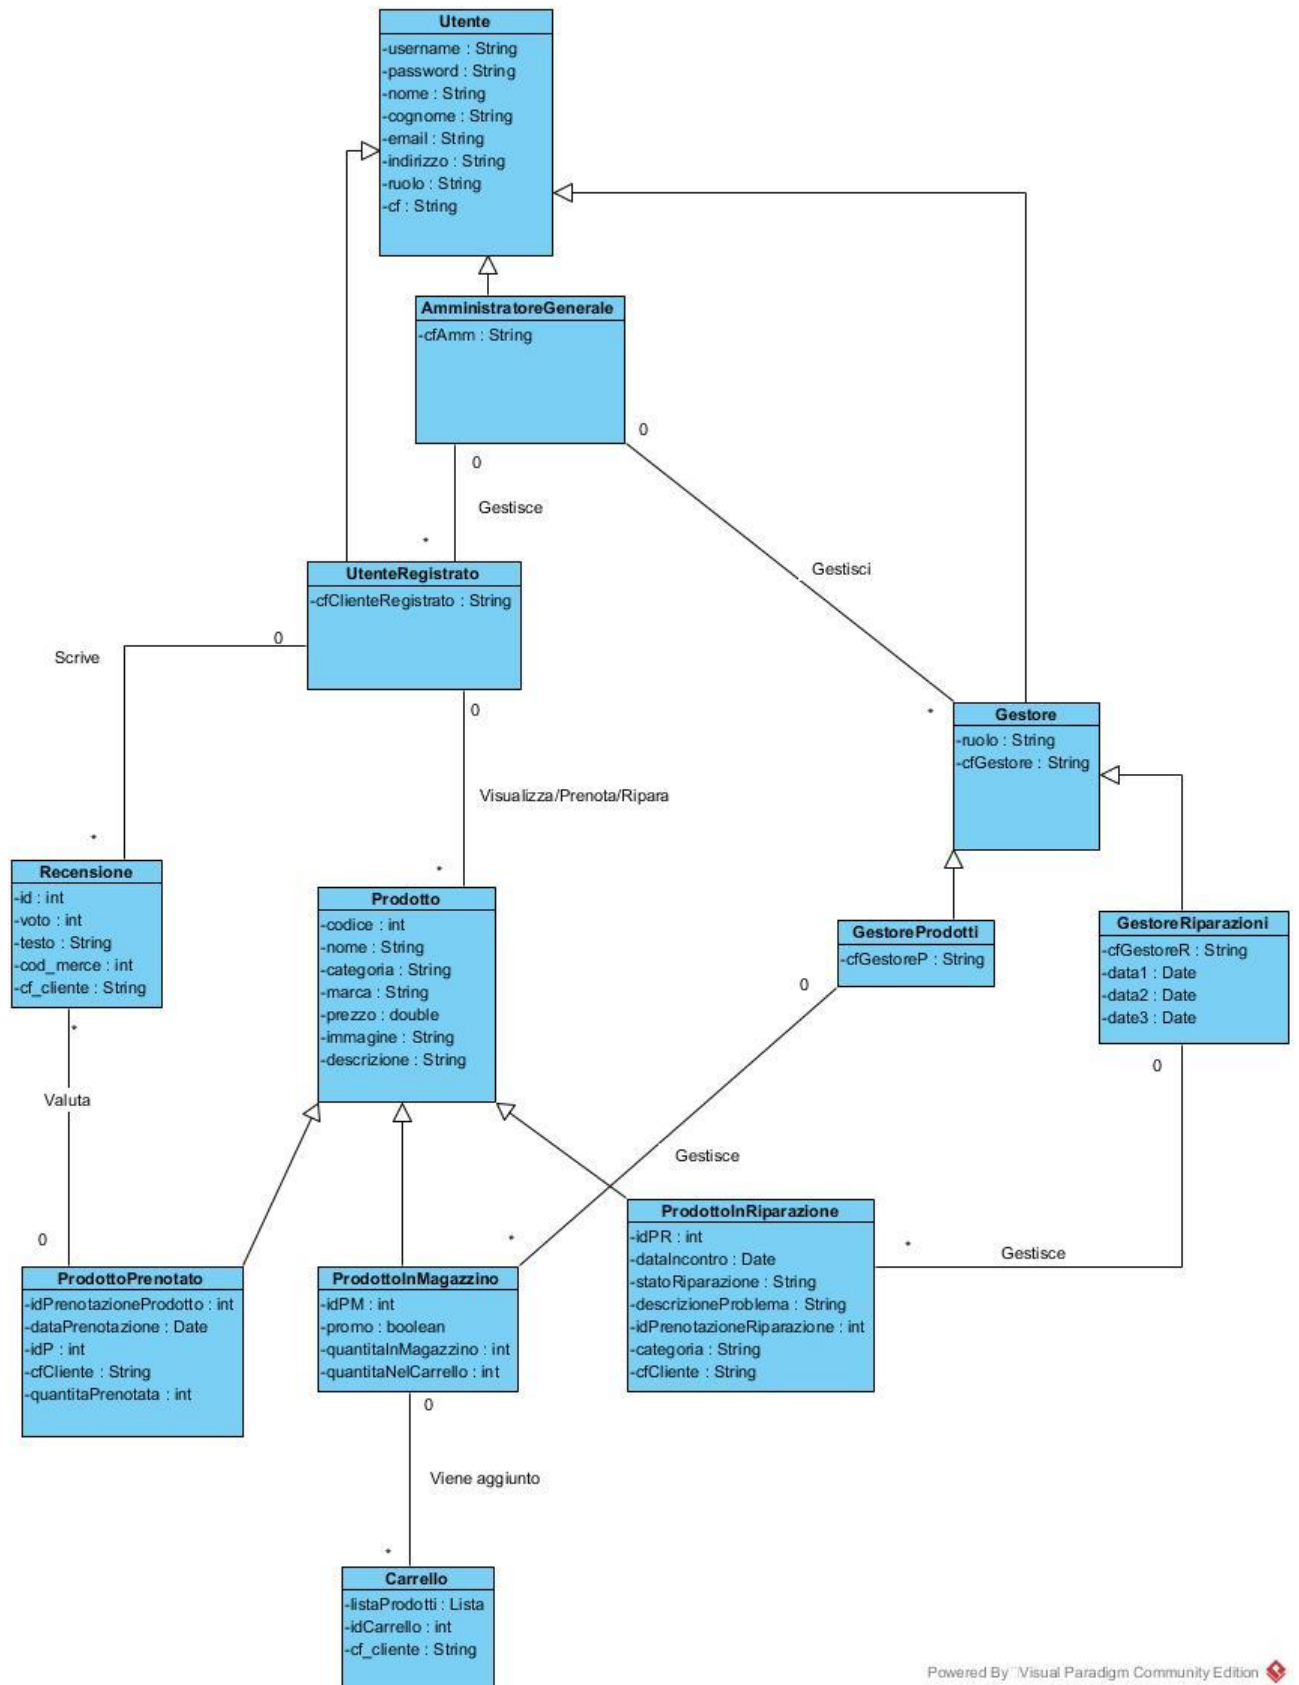 Utente
-username : String
-password : String
-nome : String
-cognome : String
-email : String
-indirizzo : String
-ruolo : String
-cf : String
AmministratoreGenerale
-cfAmm : String
0
0
Gestisce
*
Gestisci
UtenteRegistrato
-cfClienteRegistrato : String
0
Scrive
0
*
Gestore
-ruolo : String
-cfGestore : String
Visualizza/Prenota/Ripara
*
*
Recensione
-id : int
-voto : int
-testo : String
-cod_merce : int
-cf_cliente : String
*
Valuta
0
Prodotto
-codice : int
-nome : String
-categoria : String
-marca : String
-prezzo : double
-immagine : String
-descrizione : String
GestoreProdotti
-cfGestoreP : String
0
GestoreRiparazioni
-cfGestoreR : String
-data1 : Date
-data2 : Date
-date3 : Date
0
Gestisce
*
*
Gestisce
ProdottoPrenotato
-idPrenotazioneProdotto : int
-dataPrenotazione : Date
-idP : int
-cfCliente : String
-quantitaPrenotata : int
ProdottoInMagazzino
-idPM : int
-promo : boolean
-quantitaInMagazzino : int
-quantitaNelCarrello : int
ProdottoInRiparazione
-idPR : int
-dataIncontro : Date
-statoRiparazione : String
-descrizioneProblema : String
-idPrenotazioneRiparazione : int
-categoria : String
-cfCliente : String
0
Viene aggiunto
*
Carrello
-listaProdotti : Lista
-idCarrello : int
-cf_cliente : String
Powered By Visual Paradigm Community Edition